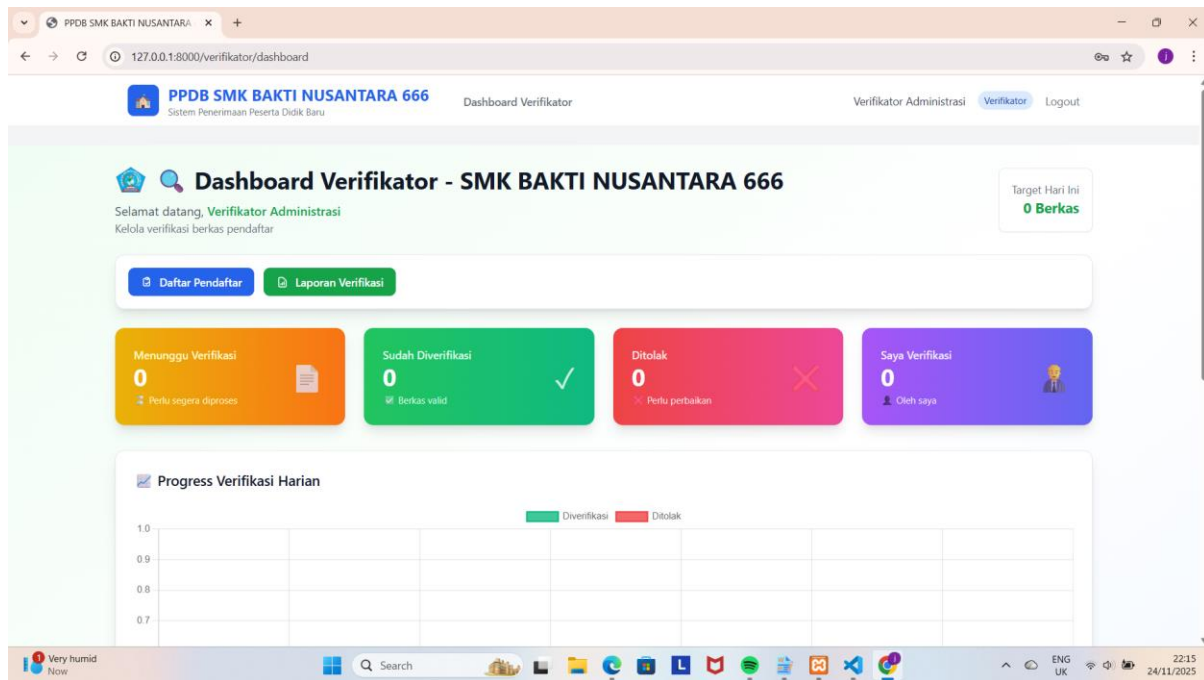 PPDB SMK BAKTI NUSANTARA
127.0.0.1:8000/verifikator/dashboard
PPDB SMK BAKTI NUSANTARA 666
Sistem Penerimaan Peserta Didik Baru
Dashboard Verifikator
Verifikator Administrasi
Verifikator
Logout
Dashboard Verifikator - SMK BAKTI NUSANTARA 666
Selamat datang, Verifikator Administrasi
Kelola verifikasi berkas pendaftar
Target Hari Ini
0 Berkas
Daftar Pendaftar
Laporan Verifikasi
Menunggu Verifikasi
0
Perlu segera diproses
Sudah Diverifikasi
0
Berkas valid
Ditolak
0
Perlu perbaikan
Saya Verifikasi
0
Oleh saya
Progress Verifikasi Harian
Diverifikasi
Ditolak
1.0
0.9
0.8
0.7
1
Very humid
Now
Search
L
ENG
UK
22:15
24/11/2025